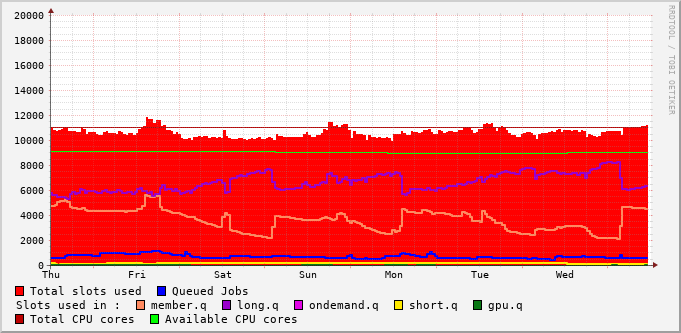 20000
18000
16000
14000
12000
10000
8000
6000
4000
2000
0
Thu Fri Sat Sun Mon Tue Wed
RRDTOOL / TOBI OETIKER
Total slots used Queued Jobs
Slots used in : member.q long.q ondemand.q short.q gpu.q
Total CPU cores Available CPU cores